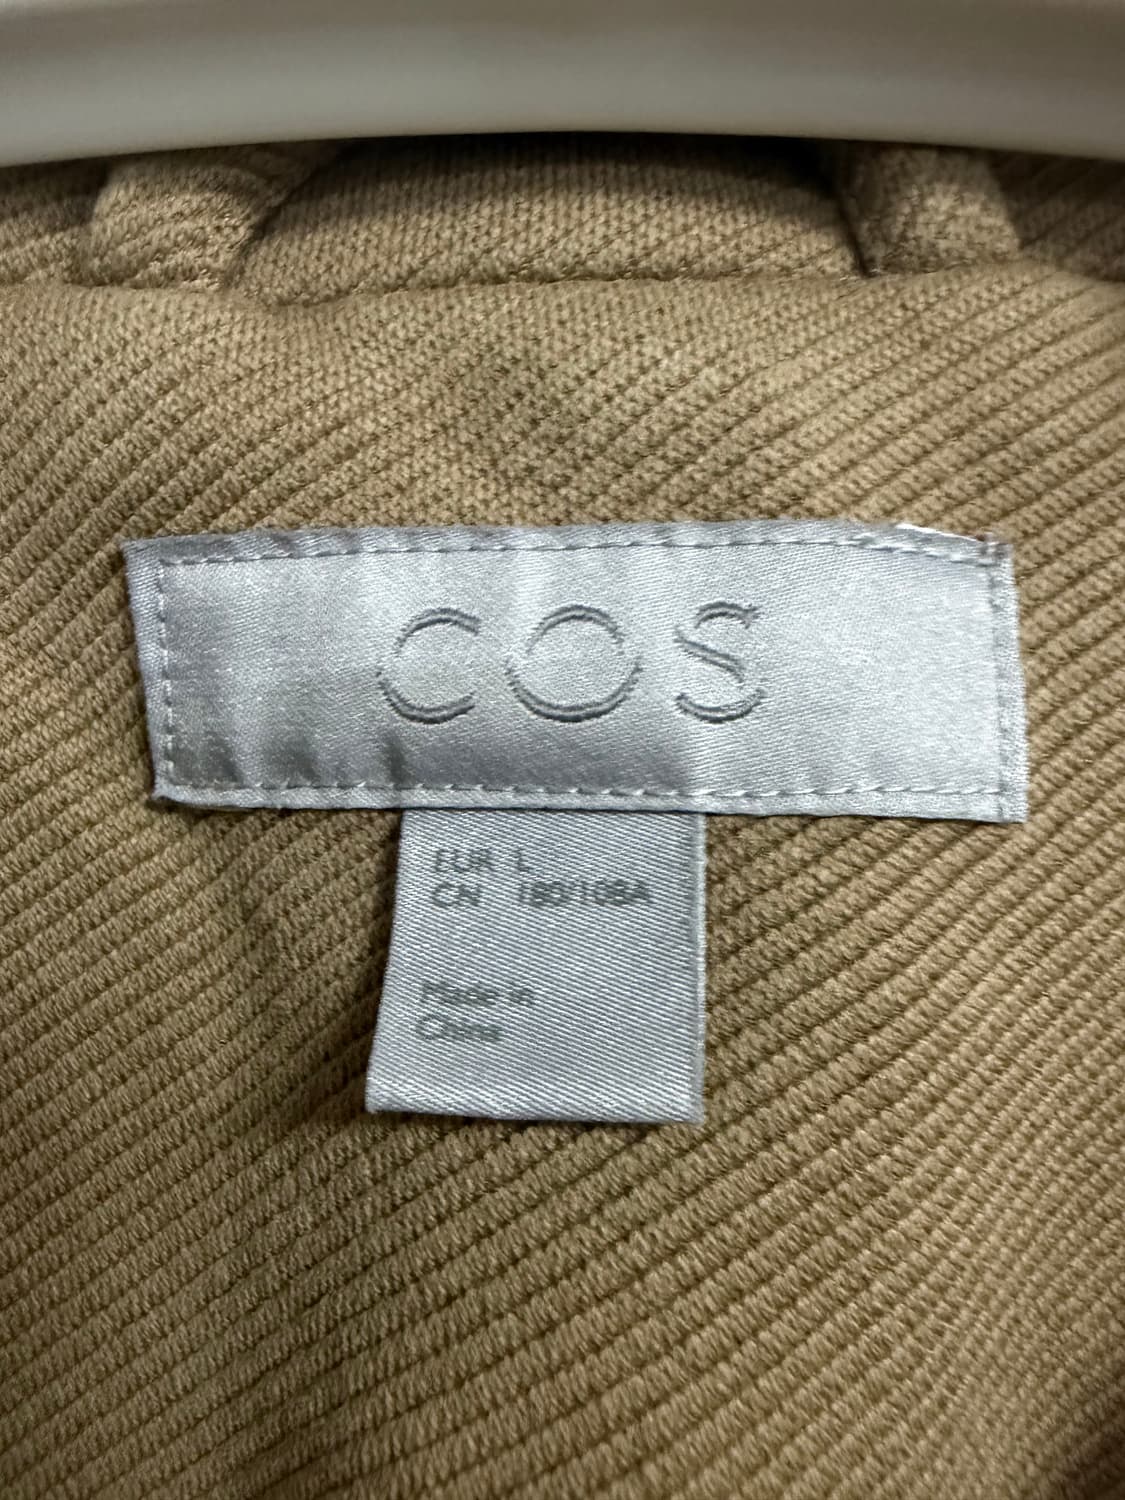 COS
EUR L
CN 180/108A
Made in
China